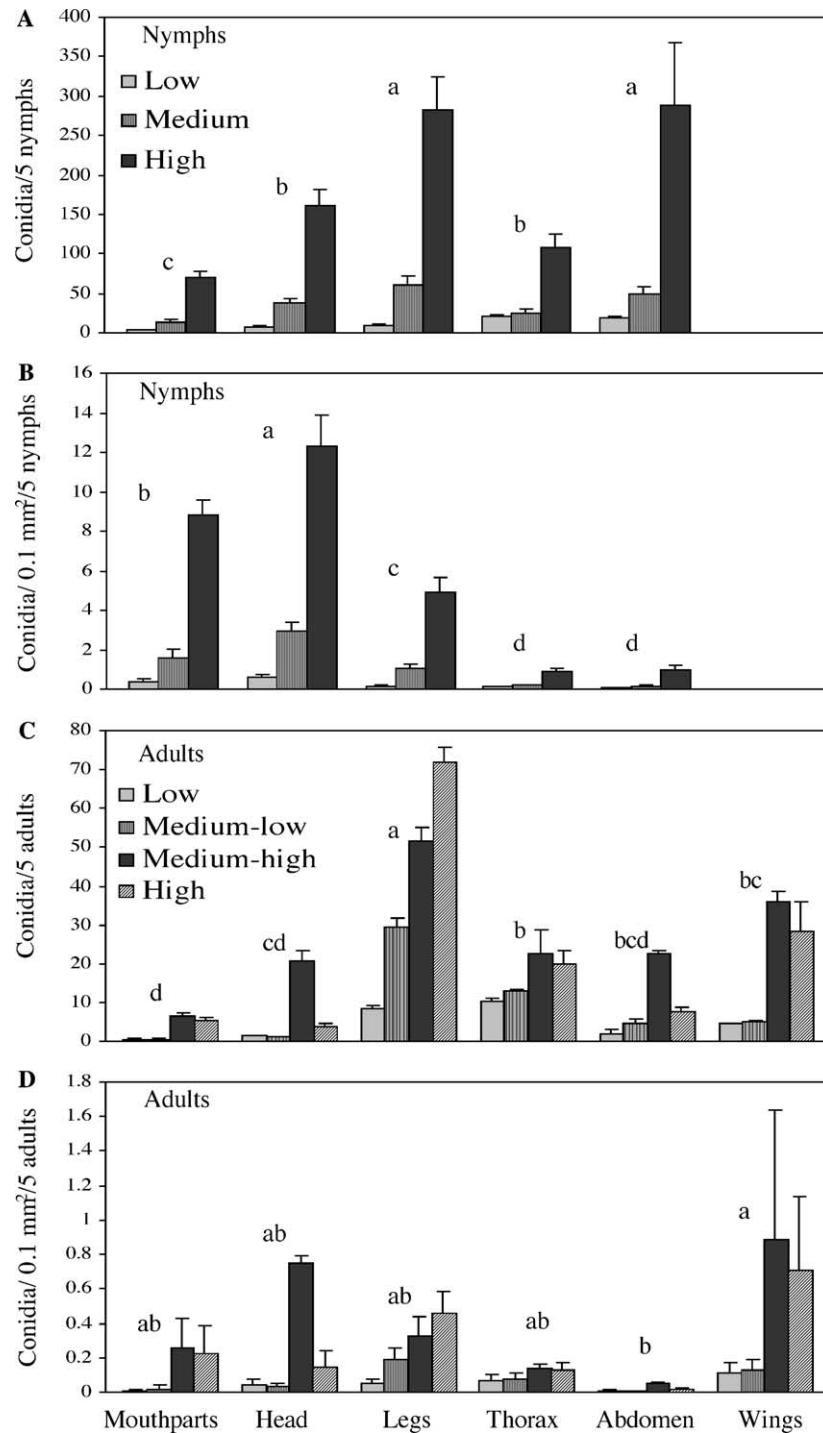 A
Nymphs
Low
Medium
High
Conidia/5 nymphs
400
350
300
250
200
150
100
50
0
c
b
a
b
a
B
Nymphs
Conidia/ 0.1 mm²/5 nymphs
16
14
12
10
8
6
4
2
0
b
a
c
d
d
C
Adults
Low
Medium-low
Medium-high
High
Conidia/5 adults
80
70
60
50
40
30
20
10
0
d
cd
a
b
bcd
bc
D
Adults
Conidia/ 0.1 mm²/5 adults
1.8
1.6
1.4
1.2
1
0.8
0.6
0.4
0.2
0
ab
ab
ab
ab
b
a
Mouthparts Head Legs Thorax Abdomen Wings